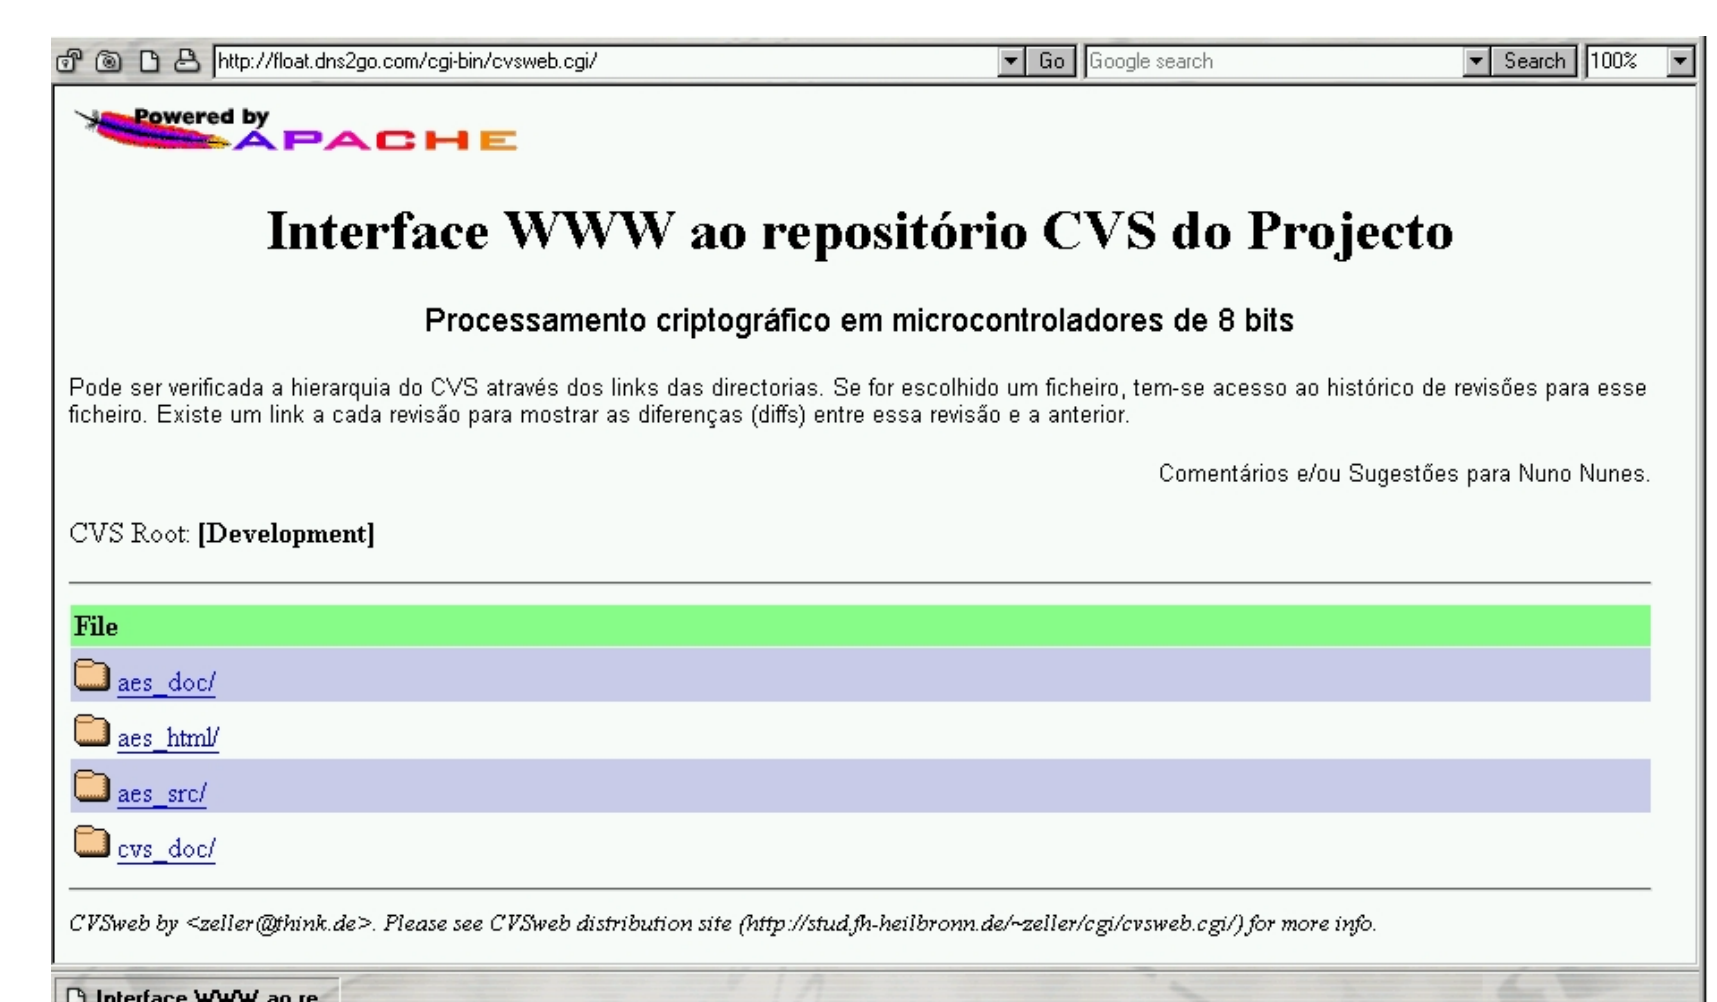 http://float.dns2go.com/cgi-bin/cvsweb.cgi/ Go Google search Search 100%
Powered by
APACHE
Interface WWW ao repositório CVS do Projecto
Processamento criptográfico em microcontroladores de 8 bits
Pode ser verificada a hierarquia do CVS através dos links das directorias. Se for escolhido um ficheiro, tem-se acesso ao histórico de revisões para esse
ficheiro. Existe um link a cada revisão para mostrar as diferenças (diffs) entre essa revisão e a anterior.
Comentários e/ou Sugestões para Nuno Nunes.
CVS Root: [Development]
File
aes_doc/
aes_html/
aes_src/
cvs_doc/
CVSweb by <zeller@think.de>. Please see CVSweb distribution site (http://stud.fh-heilbronn.de/~zeller/cgi/cvsweb.cgi/) for more info.
Interface WWW ao re